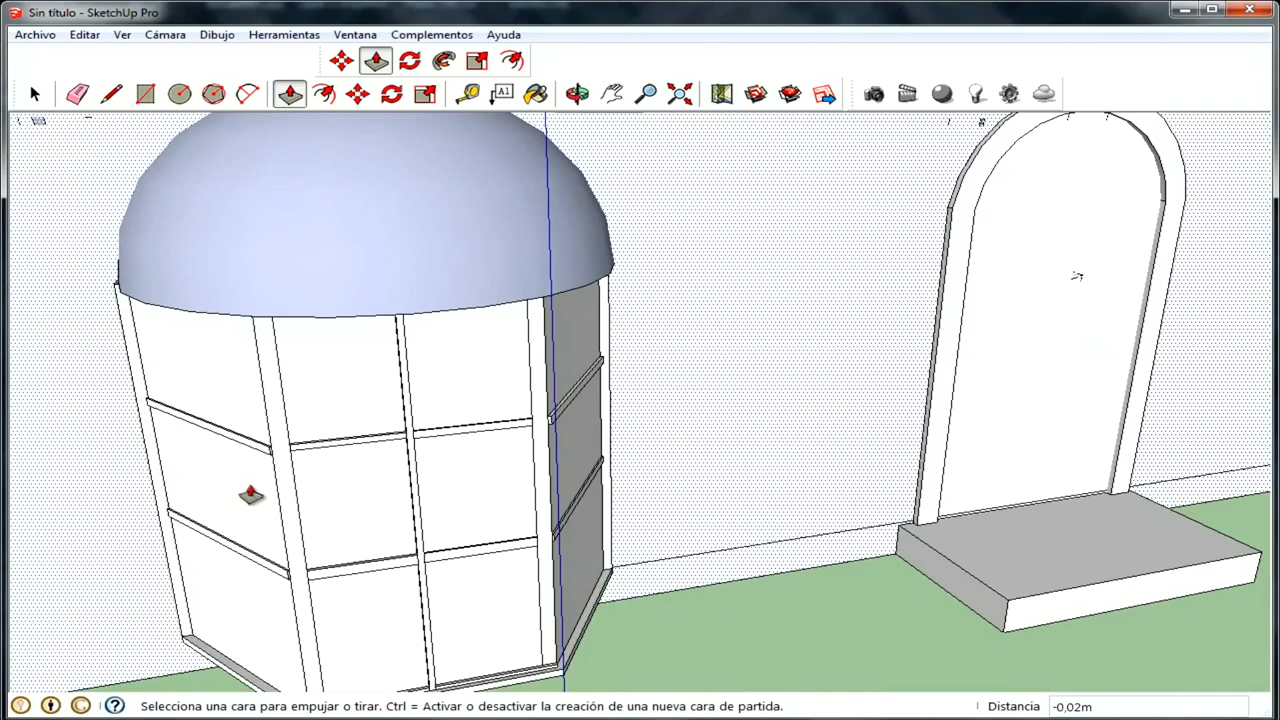 Sin título - SketchUp Pro
Archivo Editar Ver Cámara Dibujo Herramientas Ventana Complementos Ayuda
A1
Selecciona una cara para empujar o tirar. Ctrl = Activar o desactivar la creación de una nueva cara de partida. Distancia -0,02m